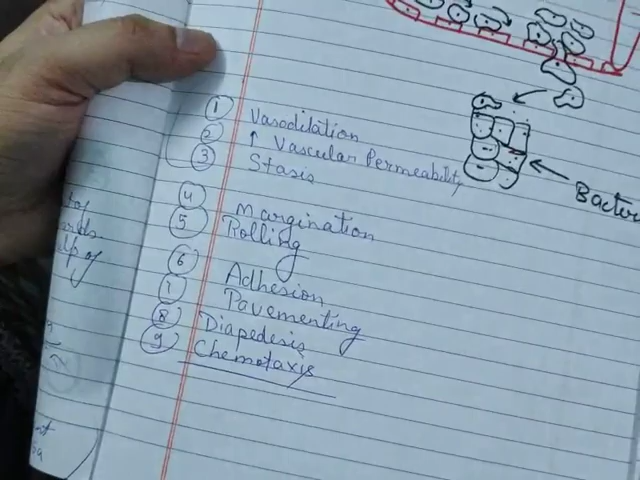 1 Vasodilation
2 ↑ Vascular Permeability
3 Stasis
4 Margination
5 Rolling
6 Adhesion
7 Pavementing
8 Diapedesis
9 Chemotaxis